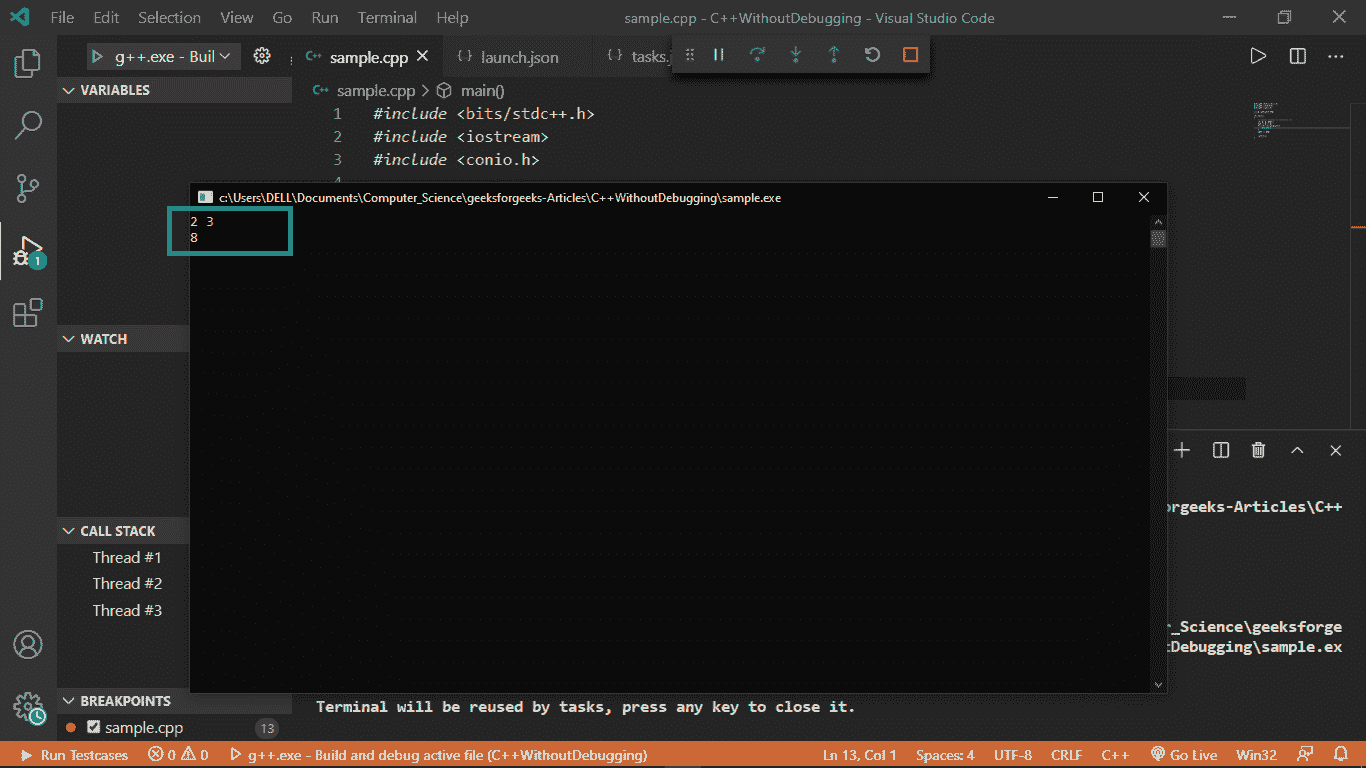 File Edit Selection View Go Run Terminal Help
sample.cpp - C++WithoutDebugging - Visual Studio Code
g++.exe - Buil
sample.cpp
launch.json
tasks.
VARIABLES
sample.cpp > main()
1 #include <bits/stdc++.h>
2 #include <iostream>
3 #include <conio.h>
c:\Users\DELL\Documents\Computer_Science\geeksforgeeks-Articles\C++WithoutDebugging\sample.exe
2 3
8
1
WATCH
CALL STACK
Thread #1
Thread #2
Thread #3
orgeeks-Articles\C++
r_Science\geeksforge
tDebugging\sample.ex
BREAKPOINTS
Terminal will be reused by tasks, press any key to close it.
sample.cpp 13
Run Testcases 0 0 g++.exe - Build and debug active file (C++WithoutDebugging) Ln 13, Col 1 Spaces: 4 UTF-8 CRLF C++ Go Live Win32